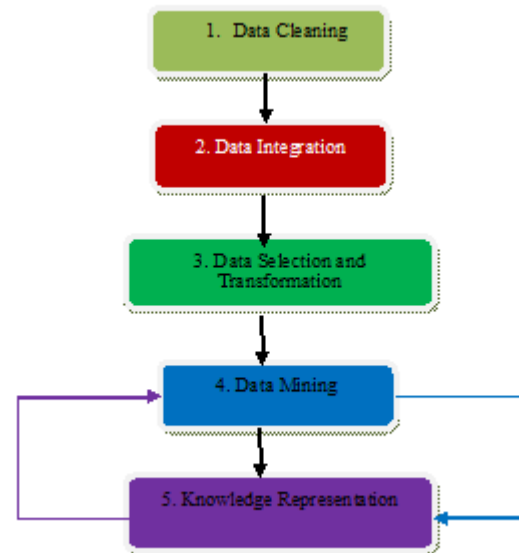 1. Data Cleaning
2. Data Integration
3. Data Selection and
Transformation
4. Data Mining
5. Knowledge Representation